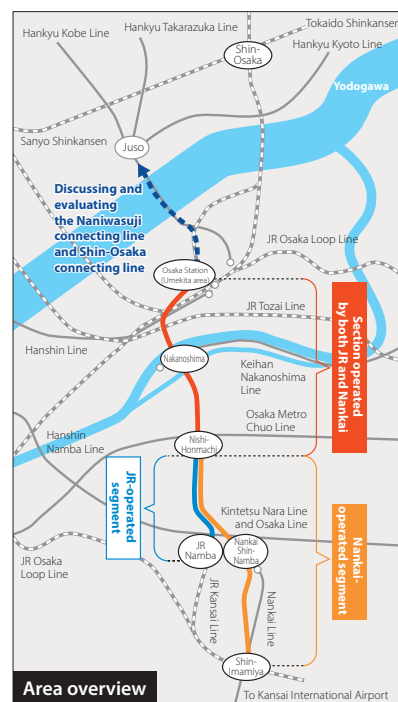 Hankyu Kobe Line
Hankyu Takarazuka Line
Tokaido Shinkansen
Hankyu Kyoto Line
Shin-
Osaka
Yodogawa
Juso
Sanyo Shinkansen
Discussing and
evaluating
the Naniwasuji
connecting line
and Shin-Osaka
connecting line
JR Osaka Loop Line
Osaka Station
(Umekita area)
JR Tozai Line
Hanshin Line
Nakanoshima
Keihan
Nakanoshima
Line
Section operated
by both JR and Nankai
Osaka Metro
Chuo Line
Hanshin
Namba Line
Nishi-
Honmachi
JR-operated
segment
Kintetsu Nara Line
and Osaka Line
Nankai-
operated segment
JR
Namba
Nankai
Shin-
Namba
JR Osaka
Loop Line
JR Kansai Line
Nankai Line
Shin-
Imamiya
Area overview
To Kansai International Airport